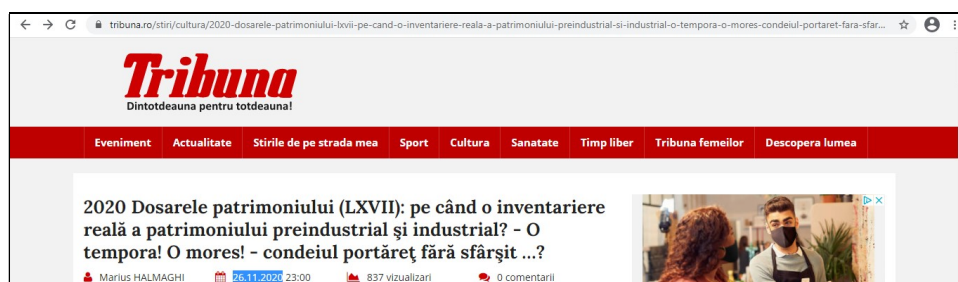 tribuna.ro/stiri/cultura/2020-dosarele-patrimoniului-lxvii-pe-cand-o-inventariere-reala-a-patrimoniului-preindustrial-si-industrial-o-tempora-o-mores-condeiul-portaret-fara-sfar...
Tribuna
Dintotdeauna pentru totdeauna!
Eveniment Actualitate Stirile de pe strada mea Sport Cultura Sanatate Timp liber Tribuna femeilor Descopera lumea
2020 Dosarele patrimoniului (LXVII): pe când o inventariere
reală a patrimoniului preindustrial şi industrial? - O
tempora! O mores! - condeiul portăreţ fără sfârşit ...?
Marius HALMAGHI 26.11.2020 23:00 837 vizualizari 0 comentarii